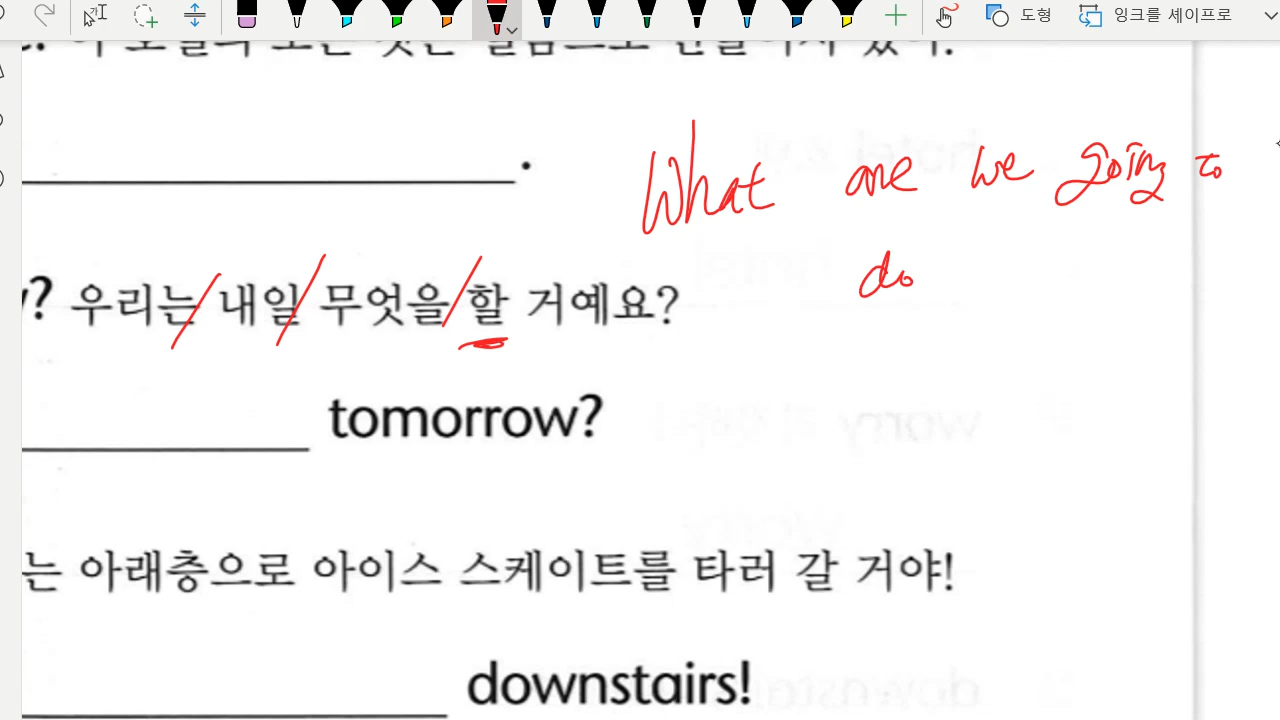 도형 잉크를 셰이프로
What are we going to
do
? 우리는 내일 무엇을 할 거예요?
tomorrow?
는 아래층으로 아이스 스케이트를 타러 갈 거야!
downstairs!